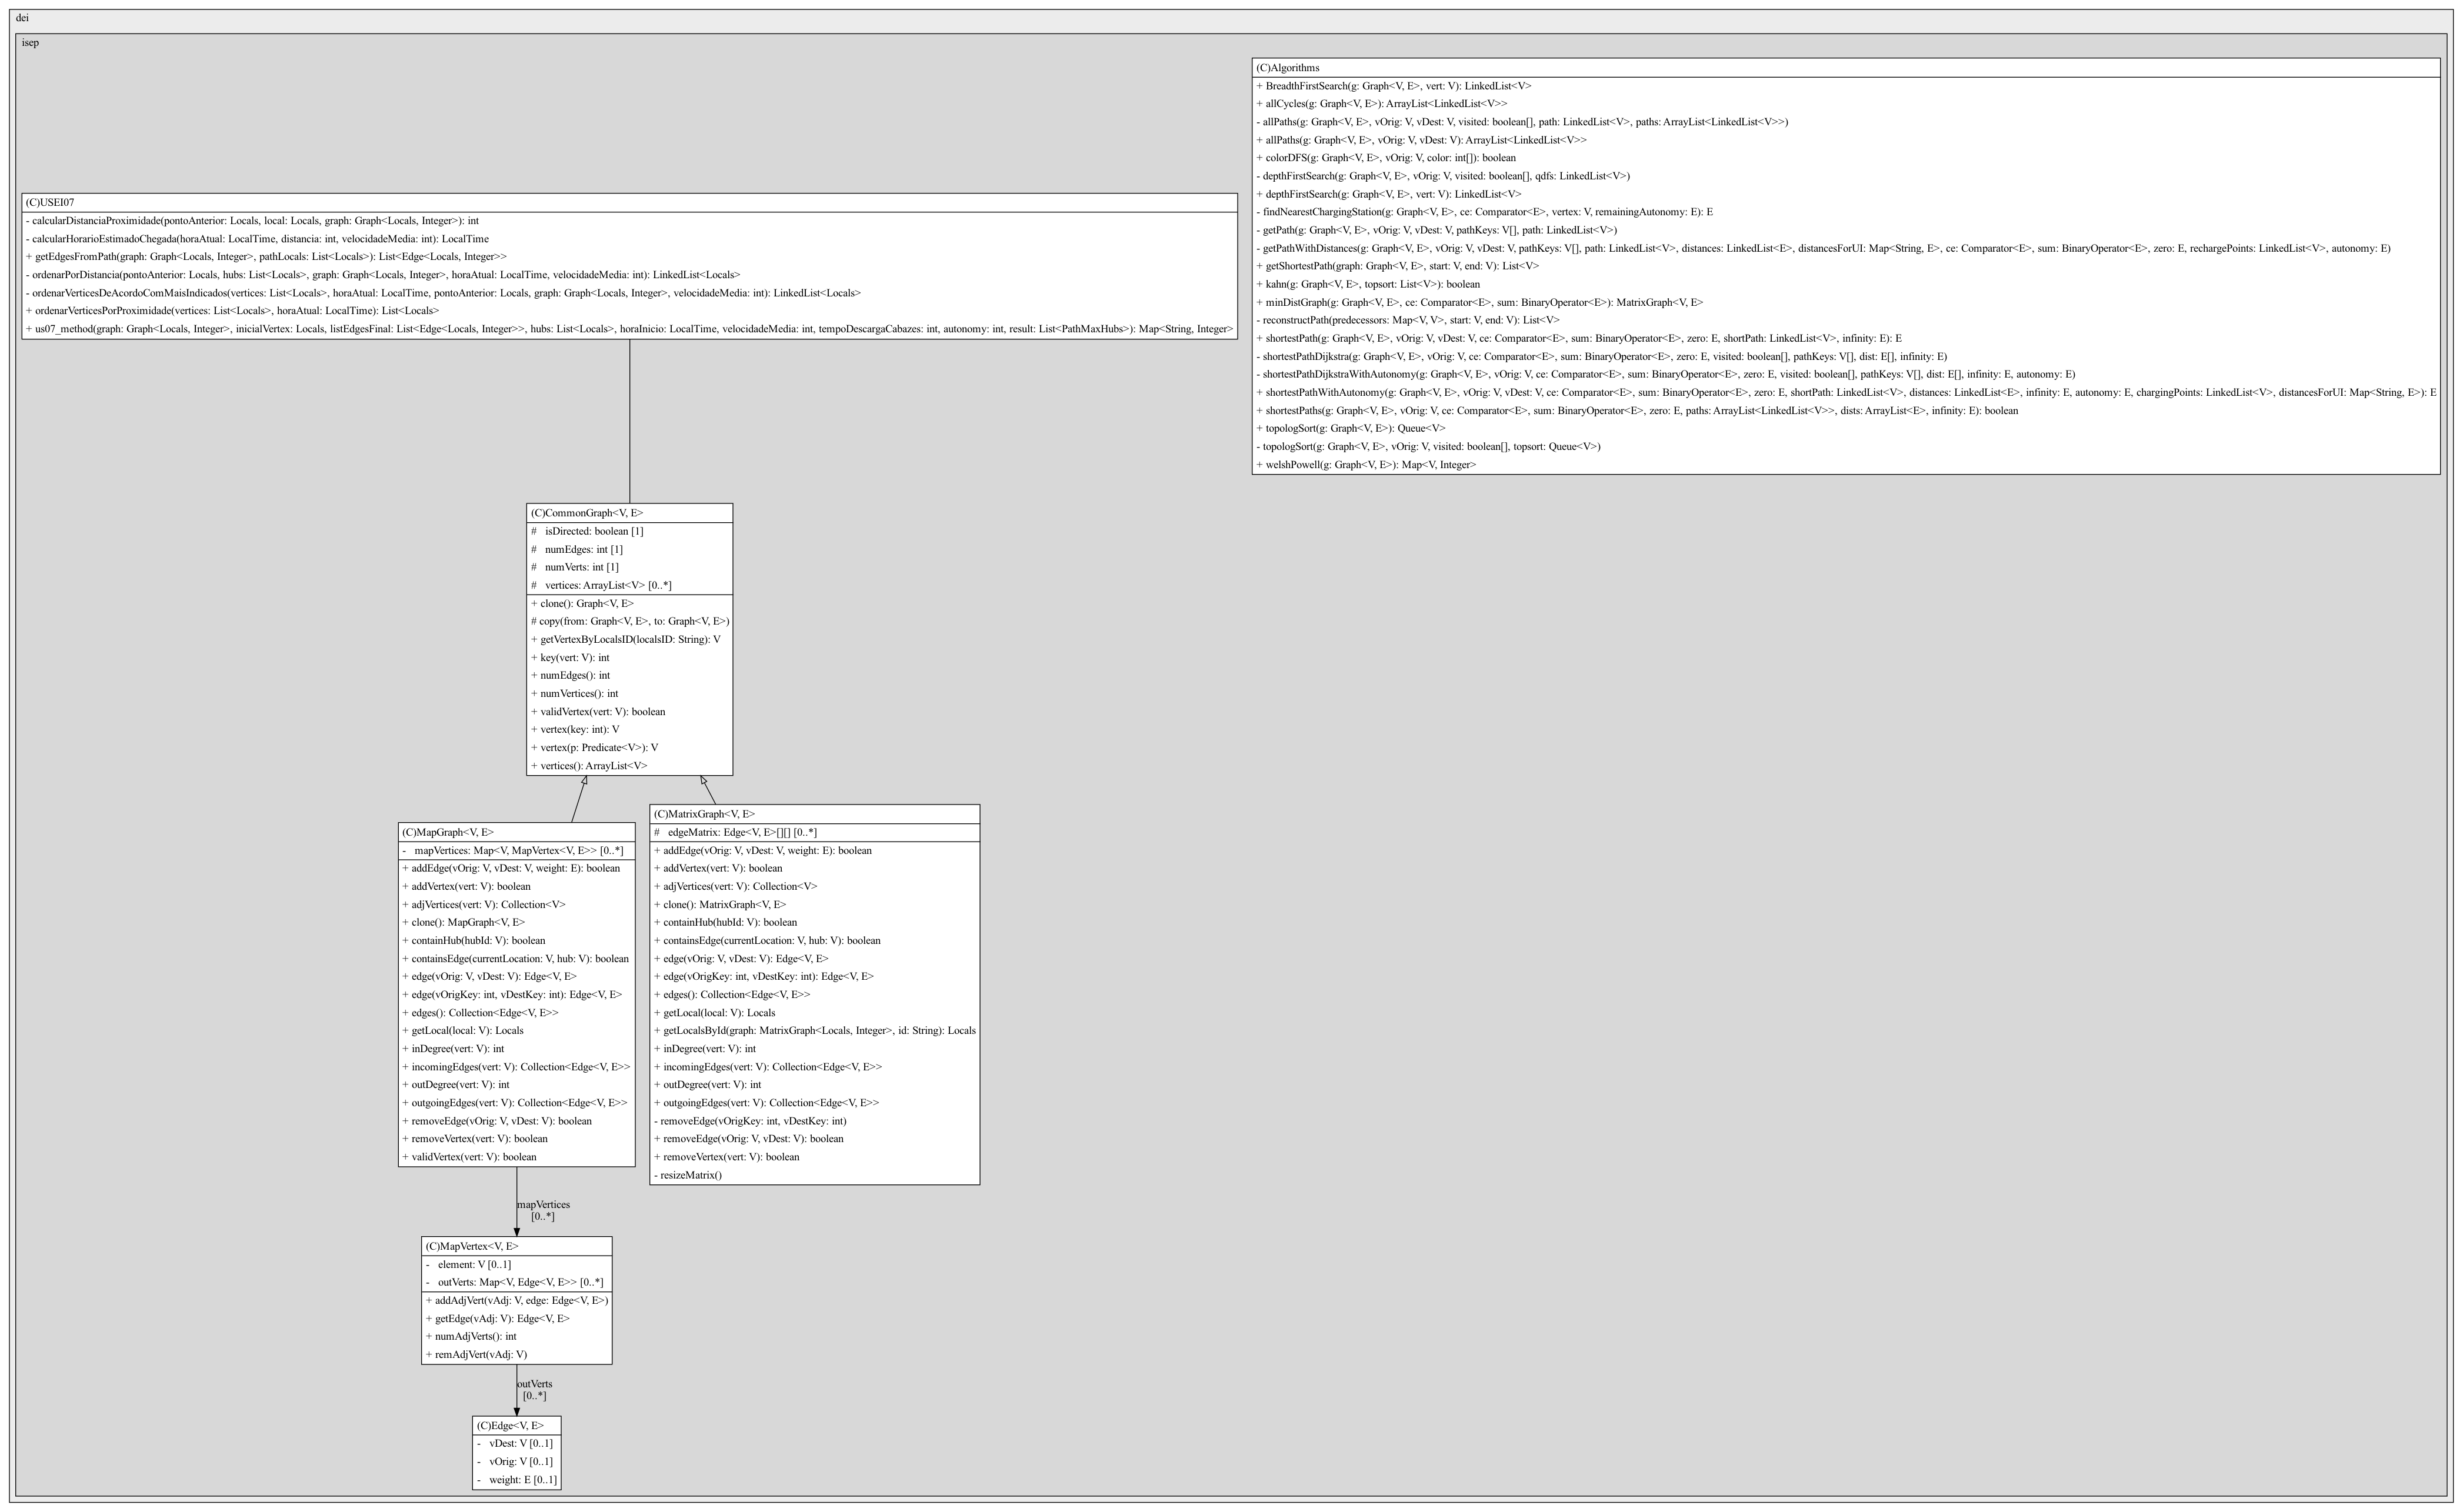 dei
isep
(C)Algorithms
+ BreadthFirstSearch(g: Graph<V, E>, vert: V): LinkedList<V>
+ allCycles(g: Graph<V, E>): ArrayList<LinkedList<V>>
- allPaths(g: Graph<V, E>, vOrig: V, vDest: V, visited: boolean[], path: LinkedList<V>, paths: ArrayList<LinkedList<V>>)
+ allPaths(g: Graph<V, E>, vOrig: V, vDest: V): ArrayList<LinkedList<V>>
+ colorDFS(g: Graph<V, E>, vOrig: V, color: int[]): boolean
- depthFirstSearch(g: Graph<V, E>, vOrig: V, visited: boolean[], qdfs: LinkedList<V>)
+ depthFirstSearch(g: Graph<V, E>, vert: V): LinkedList<V>
- findNearestChargingStation(g: Graph<V, E>, ce: Comparator<E>, vertex: V, remainingAutonomy: E): E
- getPath(g: Graph<V, E>, vOrig: V, vDest: V, pathKeys: V[], path: LinkedList<V>)
- getPathWithDistances(g: Graph<V, E>, vOrig: V, vDest: V, pathKeys: V[], path: LinkedList<V>, distances: LinkedList<E>, distancesForUI: Map<String, E>, ce: Comparator<E>, sum: BinaryOperator<E>, zero: E, rechargePoints: LinkedList<V>, autonomy: E)
+ getShortestPath(graph: Graph<V, E>, start: V, end: V): List<V>
+ kahn(g: Graph<V, E>, topsort: List<V>): boolean
+ minDistGraph(g: Graph<V, E>, ce: Comparator<E>, sum: BinaryOperator<E>): MatrixGraph<V, E>
- reconstructPath(predecessors: Map<V, V>, start: V, end: V): List<V>
+ shortestPath(g: Graph<V, E>, vOrig: V, vDest: V, ce: Comparator<E>, sum: BinaryOperator<E>, zero: E, shortPath: LinkedList<V>, infinity: E): E
- shortestPathDijkstra(g: Graph<V, E>, vOrig: V, ce: Comparator<E>, sum: BinaryOperator<E>, zero: E, visited: boolean[], pathKeys: V[], dist: E[], infinity: E)
- shortestPathDijkstraWithAutonomy(g: Graph<V, E>, vOrig: V, ce: Comparator<E>, sum: BinaryOperator<E>, zero: E, visited: boolean[], pathKeys: V[], dist: E[], infinity: E, autonomy: E)
+ shortestPathWithAutonomy(g: Graph<V, E>, vOrig: V, vDest: V, ce: Comparator<E>, sum: BinaryOperator<E>, zero: E, shortPath: LinkedList<V>, distances: LinkedList<E>, infinity: E, autonomy: E, chargingPoints: LinkedList<V>, distancesForUI: Map<String, E>): E
+ shortestPaths(g: Graph<V, E>, vOrig: V, ce: Comparator<E>, sum: BinaryOperator<E>, zero: E, paths: ArrayList<LinkedList<V>>, dists: ArrayList<E>, infinity: E): boolean
+ topologSort(g: Graph<V, E>): Queue<V>
- topologSort(g: Graph<V, E>, vOrig: V, visited: boolean[], topsort: Queue<V>)
+ welshPowell(g: Graph<V, E>): Map<V, Integer>
(C)USEI07
- calcularDistanciaProximidade(pontoAnterior: Locals, local: Locals, graph: Graph<Locals, Integer>): int
- calcularHorarioEstimadoChegada(horaAtual: LocalTime, distancia: int, velocidadeMedia: int): LocalTime
+ getEdgesFromPath(graph: Graph<Locals, Integer>, pathLocals: List<Locals>): List<Edge<Locals, Integer>>
- ordenarPorDistancia(pontoAnterior: Locals, hubs: List<Locals>, graph: Graph<Locals, Integer>, horaAtual: LocalTime, velocidadeMedia: int): LinkedList<Locals>
- ordenarVerticesDeAcordoComMaisIndicados(vertices: List<Locals>, horaAtual: LocalTime, pontoAnterior: Locals, graph: Graph<Locals, Integer>, velocidadeMedia: int): LinkedList<Locals>
+ ordenarVerticesPorProximidade(vertices: List<Locals>, horaAtual: LocalTime): List<Locals>
+ us07_method(graph: Graph<Locals, Integer>, inicialVertex: Locals, listEdgesFinal: List<Edge<Locals, Integer>>, hubs: List<Locals>, horaInicio: LocalTime, velocidadeMedia: int, tempoDescargaCabazes: int, autonomy: int, result: List<PathMaxHubs>): Map<String, Integer>
(C)CommonGraph<V, E>
# isDirected: boolean [1]
# numEdges: int [1]
# numVerts: int [1]
# vertices: ArrayList<V> [0..*]
+ clone(): Graph<V, E>
# copy(from: Graph<V, E>, to: Graph<V, E>)
+ getVertexByLocalsID(localsID: String): V
+ key(vert: V): int
+ numEdges(): int
+ numVertices(): int
+ validVertex(vert: V): boolean
+ vertex(key: int): V
+ vertex(p: Predicate<V>): V
+ vertices(): ArrayList<V>
(C)MapGraph<V, E>
- mapVertices: Map<V, MapVertex<V, E>> [0..*]
+ addEdge(vOrig: V, vDest: V, weight: E): boolean
+ addVertex(vert: V): boolean
+ adjVertices(vert: V): Collection<V>
+ clone(): MapGraph<V, E>
+ containHub(hubId: V): boolean
+ containsEdge(currentLocation: V, hub: V): boolean
+ edge(vOrig: V, vDest: V): Edge<V, E>
+ edge(vOrigKey: int, vDestKey: int): Edge<V, E>
+ edges(): Collection<Edge<V, E>>
+ getLocal(local: V): Locals
+ inDegree(vert: V): int
+ incomingEdges(vert: V): Collection<Edge<V, E>>
+ outDegree(vert: V): int
+ outgoingEdges(vert: V): Collection<Edge<V, E>>
+ removeEdge(vOrig: V, vDest: V): boolean
+ removeVertex(vert: V): boolean
+ validVertex(vert: V): boolean
(C)MatrixGraph<V, E>
# edgeMatrix: Edge<V, E>[][] [0..*]
+ addEdge(vOrig: V, vDest: V, weight: E): boolean
+ addVertex(vert: V): boolean
+ adjVertices(vert: V): Collection<V>
+ clone(): MatrixGraph<V, E>
+ containHub(hubId: V): boolean
+ containsEdge(currentLocation: V, hub: V): boolean
+ edge(vOrig: V, vDest: V): Edge<V, E>
+ edge(vOrigKey: int, vDestKey: int): Edge<V, E>
+ edges(): Collection<Edge<V, E>>
+ getLocal(local: V): Locals
+ getLocalsById(graph: MatrixGraph<Locals, Integer>, id: String): Locals
+ inDegree(vert: V): int
+ incomingEdges(vert: V): Collection<Edge<V, E>>
+ outDegree(vert: V): int
+ outgoingEdges(vert: V): Collection<Edge<V, E>>
- removeEdge(vOrigKey: int, vDestKey: int)
+ removeEdge(vOrig: V, vDest: V): boolean
+ removeVertex(vert: V): boolean
- resizeMatrix()
mapVertices
[0..*]
(C)MapVertex<V, E>
- element: V [0..1]
- outVerts: Map<V, Edge<V, E>> [0..*]
+ addAdjVert(vAdj: V, edge: Edge<V, E>)
+ getEdge(vAdj: V): Edge<V, E>
+ numAdjVerts(): int
+ remAdjVert(vAdj: V)
outVerts
[0..*]
(C)Edge<V, E>
- vDest: V [0..1]
- vOrig: V [0..1]
- weight: E [0..1]